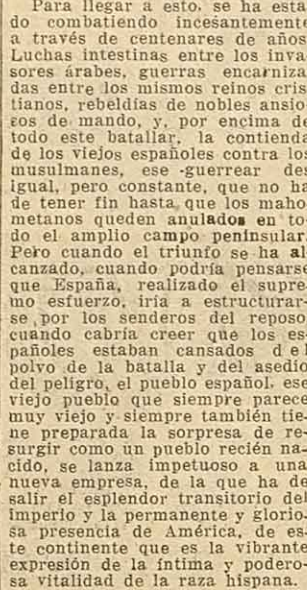 Para llegar a esto, se ha esta
do combatiendo incesantemente
a través de centenares de años.
Luchas intestinas entre los inva
sores árabes, guerras encarniza
das entre los mismos reinos cris
tianos, rebeldías de nobles ansio
sos de mando, y, por encima de
todo este batallar, la contienda
de los viejos españoles contra los
musulmanes, ese -guerrear des
igual, pero constante, que no ha
de tener fin hasta que los maho
metanos queden anulados en to
do el amplio campo peninsular.
Pero cuando el triunfo se ha al
canzado, cuando podría pensarse
que España, realizado el supre
mo esfuerzo, iría a estructurar-
se por los senderos del reposo,
cuando cabría creer que los es-
pañoles estaban cansados del
polvo de la batalla y del asedio
del peligro, el pueblo español. ese
viejo pueblo que siempre parece
muy viejo y siempre también tie-
ne preparada la sorpresa de re-
surgir como un pueblo recién na-
cido, se lanza impetuoso a una
nueva empresa, de la que ha de
salir el esplendor transitorio del
imperio y la permanente y glorio-
sa presencia de América, de es-
te continente que es la vibrante
expresión de la íntima y podero-
sa vitalidad de la raza hispana.